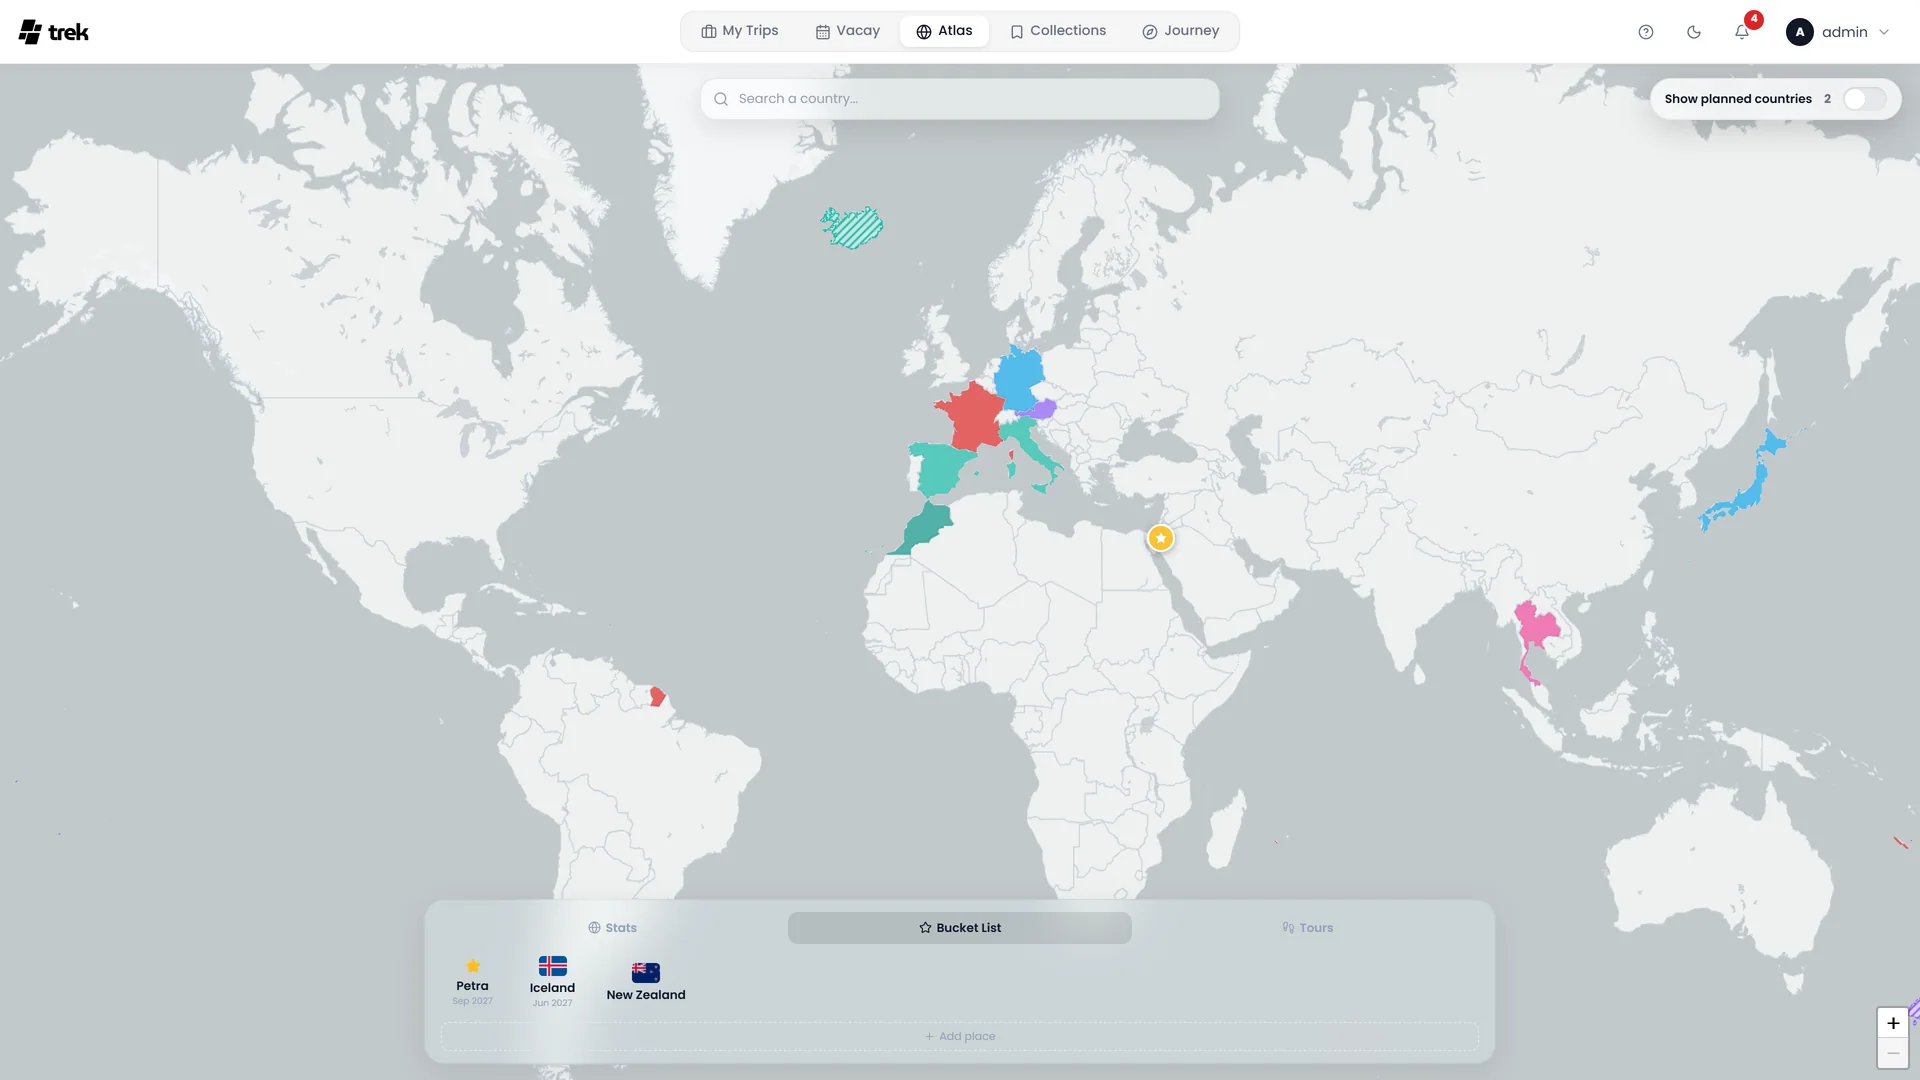 trek
My Trips
Vacay
Atlas
Collections
Journey
4
A
admin
Search a country...
Show planned countries 2
Stats
Bucket List
Tours
Petra
Sep 2027
Iceland
Jun 2027
New Zealand
+ Add place
+
−